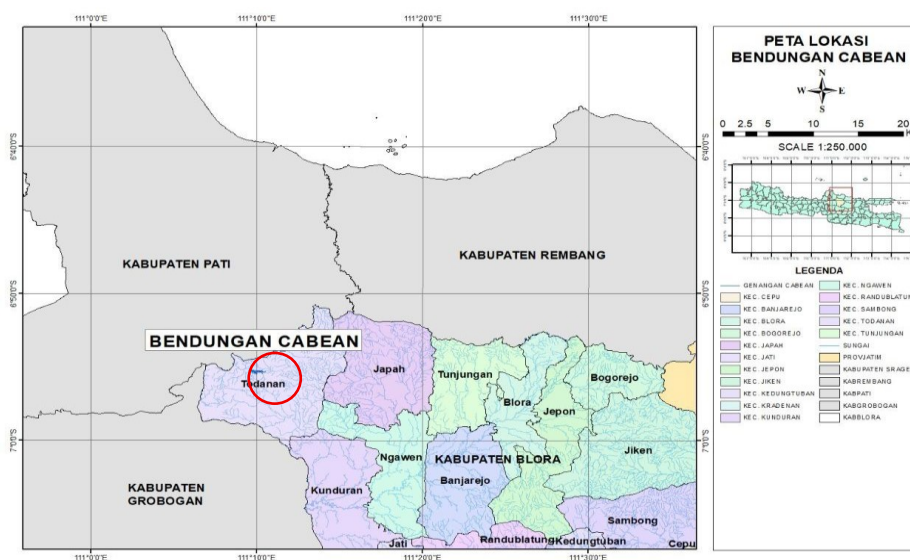 111°0'0"E 111°10'0"E 111°20'0"E 111°30'0"E
6°40'0"S 6°40'0"S
6°50'0"S 6°50'0"S
7°0'0"S 7°0'0"S
KABUPATEN PATI
KABUPATEN REMBANG
BENDUNGAN CABEAN
Todanan
Japah
Tunjungan
Blora
Bogorejo
Jepon
Ngawen
KABUPATEN BLORA
Jiken
Banjarejo
KABUPATEN
GROBOGAN
Kunduran
Sambong
Jati
Randublatung
Kedungtuban
Cepu
111°0'0"E 111°10'0"E 111°20'0"E 111°30'0"E
PETA LOKASI
BENDUNGAN CABEAN
N
W E
S
0 2.5 5 10 15 20
SCALE 1:250.000
LEGENDA
GENANGAN CABEAN
KEC. CEPU
KEC. BANJAREJO
KEC. BLORA
KEC. BOGOREJO
KEC. JAPAH
KEC. JATI
KEC. JEPON
KEC. JIKEN
KEC. KEDUNGTUBAN
KEC. KRADENAN
KEC. KUNDURAN
KEC. NGAWEN
KEC. RANDUBLATUN
KEC. SAMBONG
KEC. TODANAN
KEC. TUNJUNGAN
SUNGAI
PROVJATIM
KABUPATEN SRAGE
KABREMBANG
KABPATI
KABGROBOGAN
KABBLORA